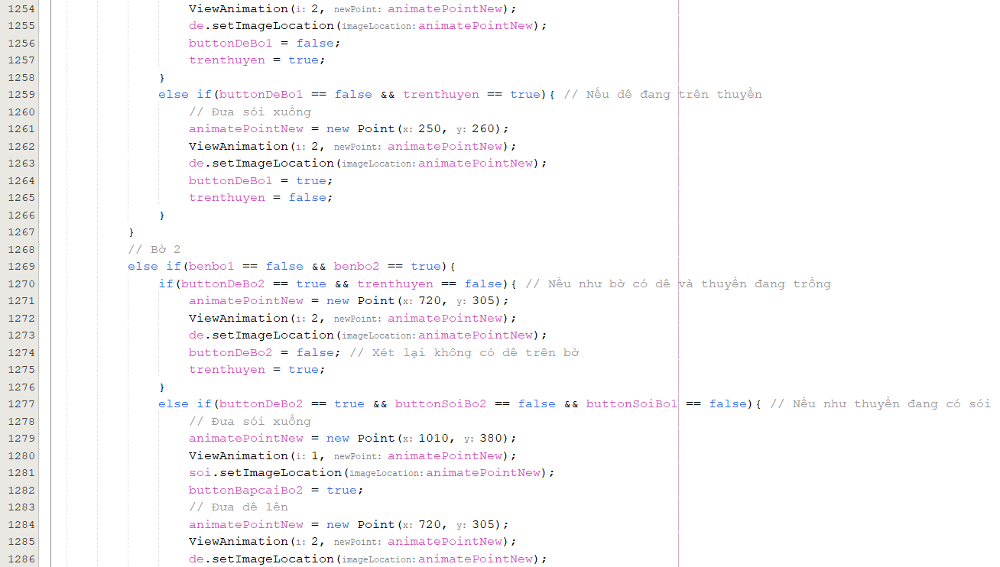 1254 ViewAnimation(i: 2, newPoint: animatePointNew);
1255 de.setImageLocation(imageLocation: animatePointNew);
1256 buttonDeBo1 = false;
1257 trenthuyen = true;
1258 }
1259 else if(buttonDeBo1 == false && trenthuyen == true){ // Nếu dê đang trên thuyền
1260 // Đưa sói xuống
1261 animatePointNew = new Point(x: 250, y: 260);
1262 ViewAnimation(i: 2, newPoint: animatePointNew);
1263 de.setImageLocation(imageLocation: animatePointNew);
1264 buttonDeBo1 = true;
1265 trenthuyen = false;
1266 }
1267 }
1268 // Bờ 2
1269 else if(benbo1 == false && benbo2 == true){
1270 if(buttonDeBo2 == true && trenthuyen == false){ // Nếu như bờ có dê và thuyền đang trống
1271 animatePointNew = new Point(x: 720, y: 305);
1272 ViewAnimation(i: 2, newPoint: animatePointNew);
1273 de.setImageLocation(imageLocation: animatePointNew);
1274 buttonDeBo2 = false; // Xét lại không có dê trên bờ
1275 trenthuyen = true;
1276 }
1277 else if(buttonDeBo2 == true && buttonSoiBo2 == false && buttonSoiBo1 == false){ // Nếu như thuyền đang có sói
1278 // Đưa sói xuống
1279 animatePointNew = new Point(x: 1010, y: 380);
1280 ViewAnimation(i: 1, newPoint: animatePointNew);
1281 soi.setImageLocation(imageLocation: animatePointNew);
1282 buttonBapcaiBo2 = true;
1283 // Đưa dê lên
1284 animatePointNew = new Point(x: 720, y: 305);
1285 ViewAnimation(i: 2, newPoint: animatePointNew);
1286 de.setImageLocation(imageLocation: animatePointNew);